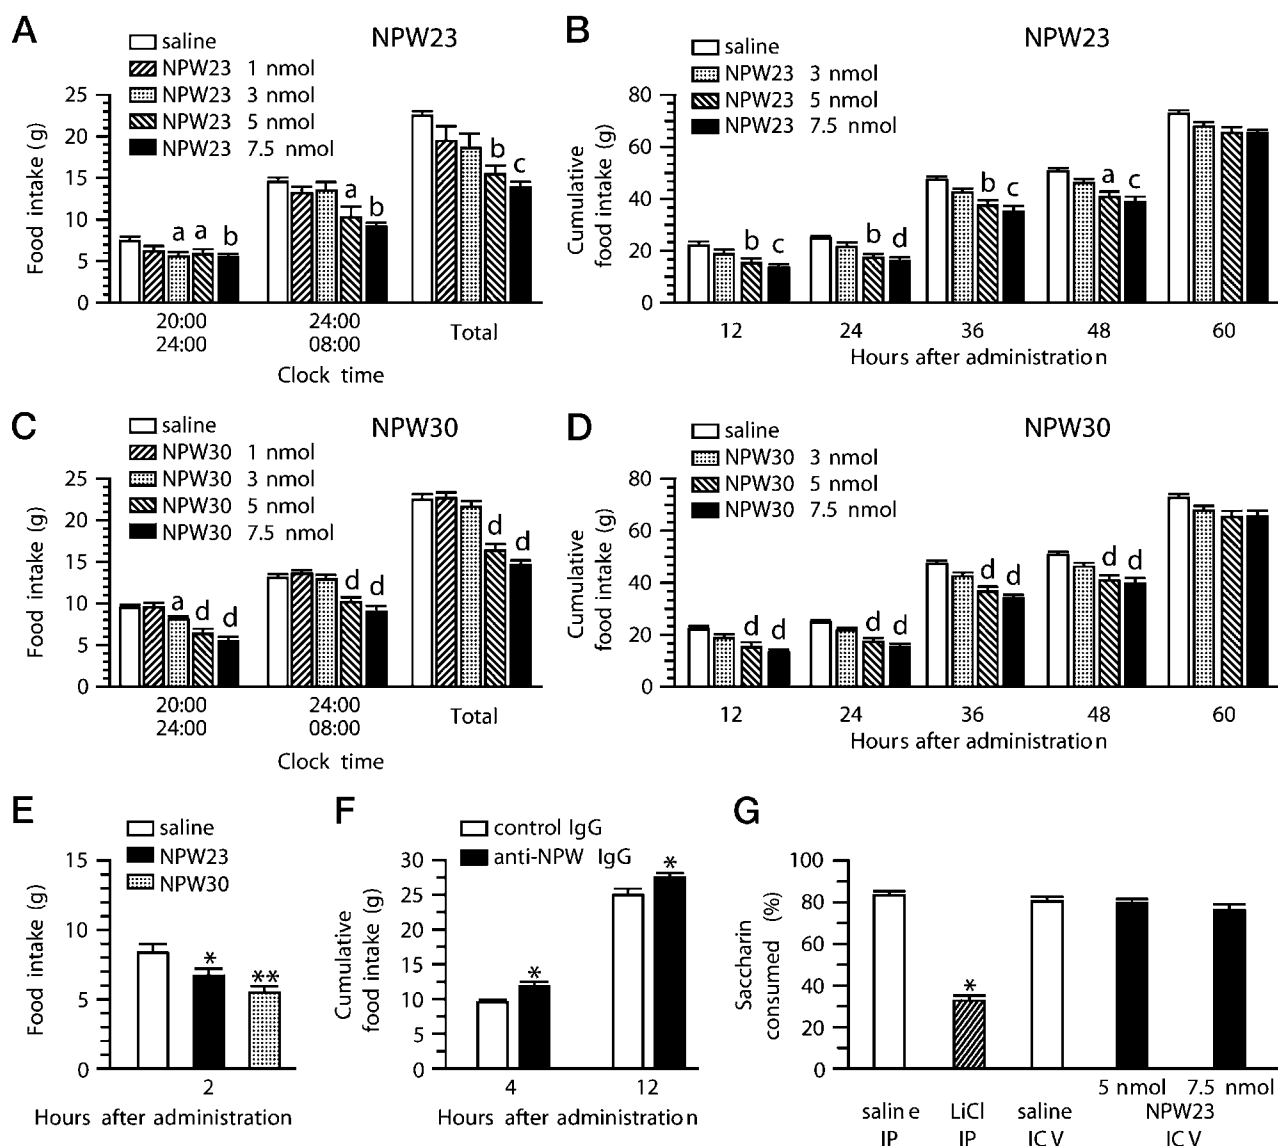 A
NPW23
saline
NPW23 1 nmol
NPW23 3 nmol
NPW23 5 nmol
NPW23 7.5 nmol
Food intake (g)
25
20
15
10
5
0
a a b
a b
b c
20:00 24:00 Total
24:00 08:00
Clock time
B
NPW23
saline
NPW23 3 nmol
NPW23 5 nmol
NPW23 7.5 nmol
Cumulative
food intake (g)
80
60
40
20
0
b c
b d
b c
a c
12 24 36 48 60
Hours after administration
C
NPW30
saline
NPW30 1 nmol
NPW30 3 nmol
NPW30 5 nmol
NPW30 7.5 nmol
Food intake (g)
25
20
15
10
5
0
a d d
d d
d d
20:00 24:00 Total
24:00 08:00
Clock time
D
NPW30
saline
NPW30 3 nmol
NPW30 5 nmol
NPW30 7.5 nmol
Cumulative
food intake (g)
80
60
40
20
0
d d
d d
d d
d d
12 24 36 48 60
Hours after administration
E
saline
NPW23
NPW30
Food intake (g)
15
10
5
0
* **
2
Hours after administration
F
control IgG
anti-NPW IgG
Cumulative
food intake (g)
30
25
20
15
10
5
0
* *
4 12
Hours after administration
G
Saccharin
consumed (%)
100
80
60
40
20
0
*
5 nmol 7.5 nmol
saline LiCl saline NPW23
IP IP ICV ICV